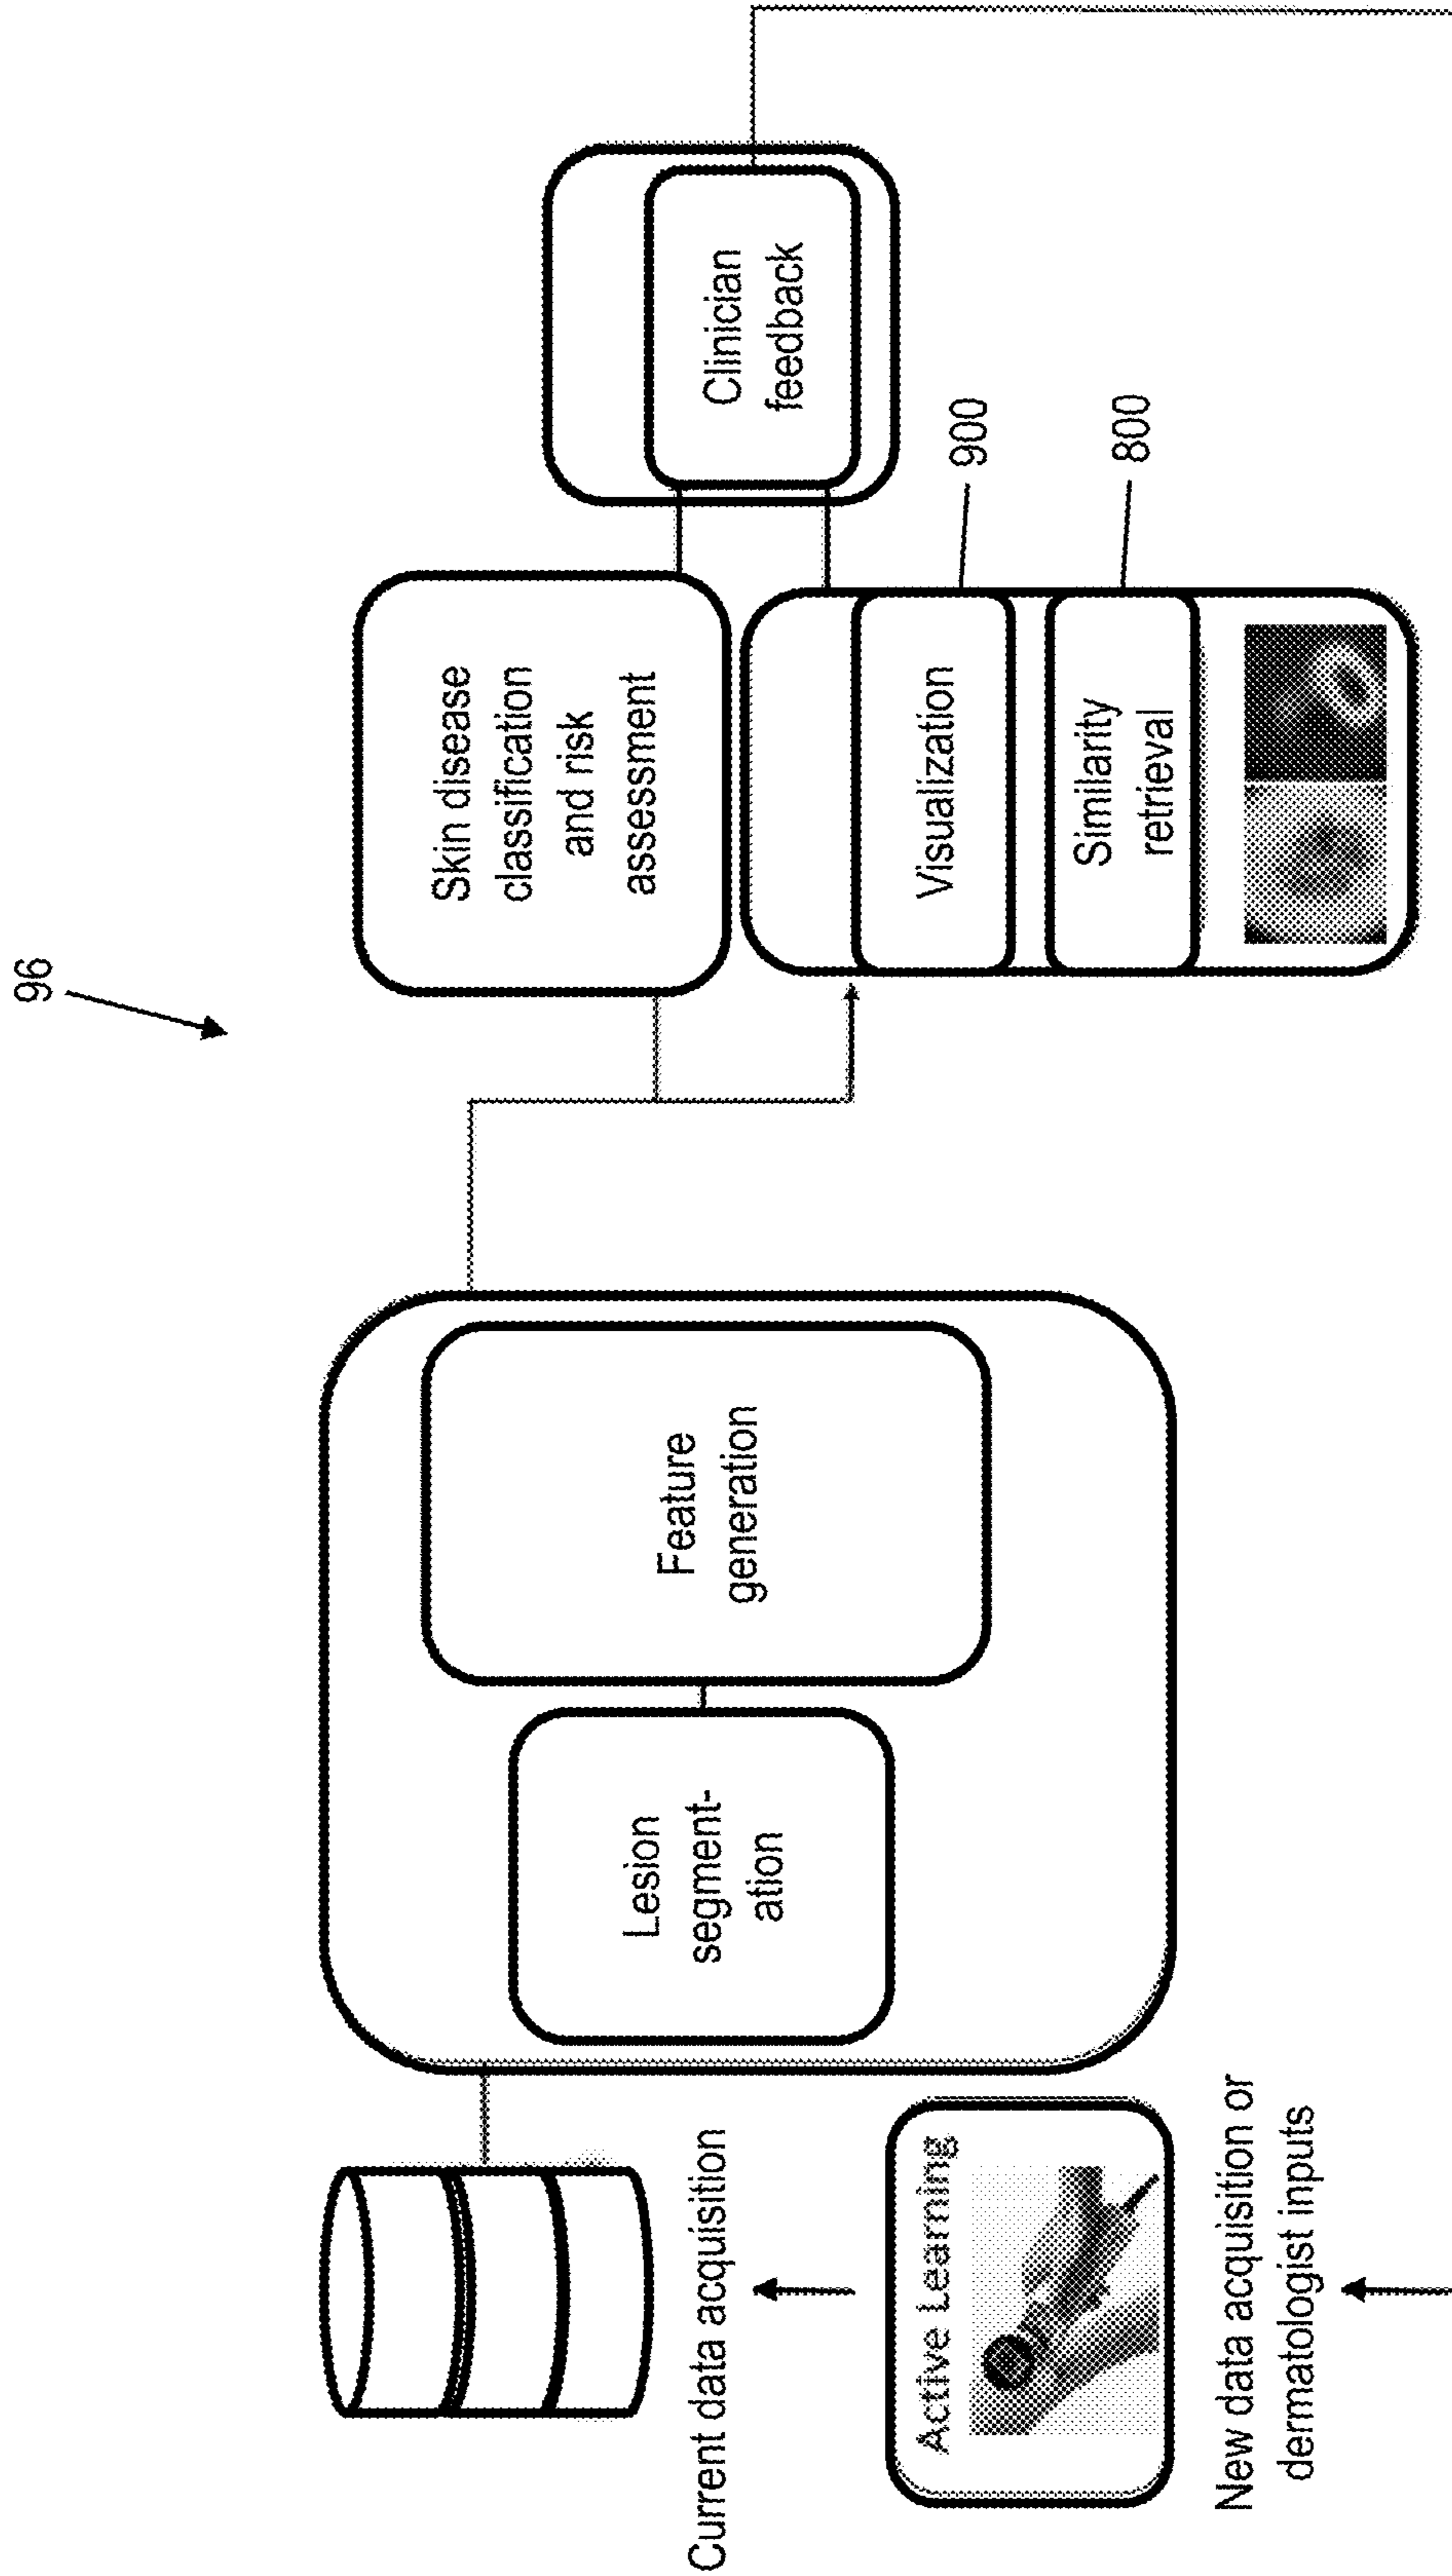 96
Current data acquisition
Active Learning
New data acquisition or
dermatologist inputs
Lesion
segment-
ation
Feature
generation
Skin disease
classification
and risk
assessment
Visualization
Similarity
retrieval
900
800
Clinician
feedback